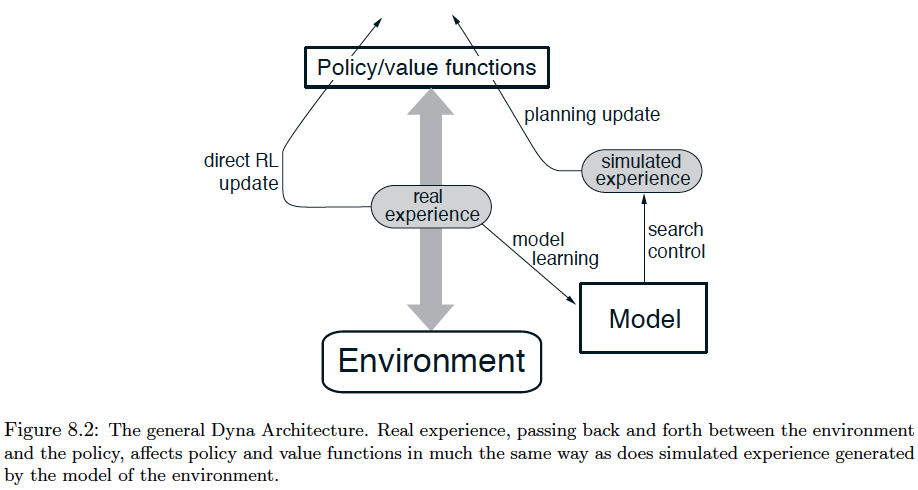 Policy/value functions
planning update
direct RL
update
simulated
experience
real
experience
search
control
model
learning
Model
Environment
Figure 8.2: The general Dyna Architecture. Real experience, passing back and forth between the environment
and the policy, affects policy and value functions in much the same way as does simulated experience generated
by the model of the environment.